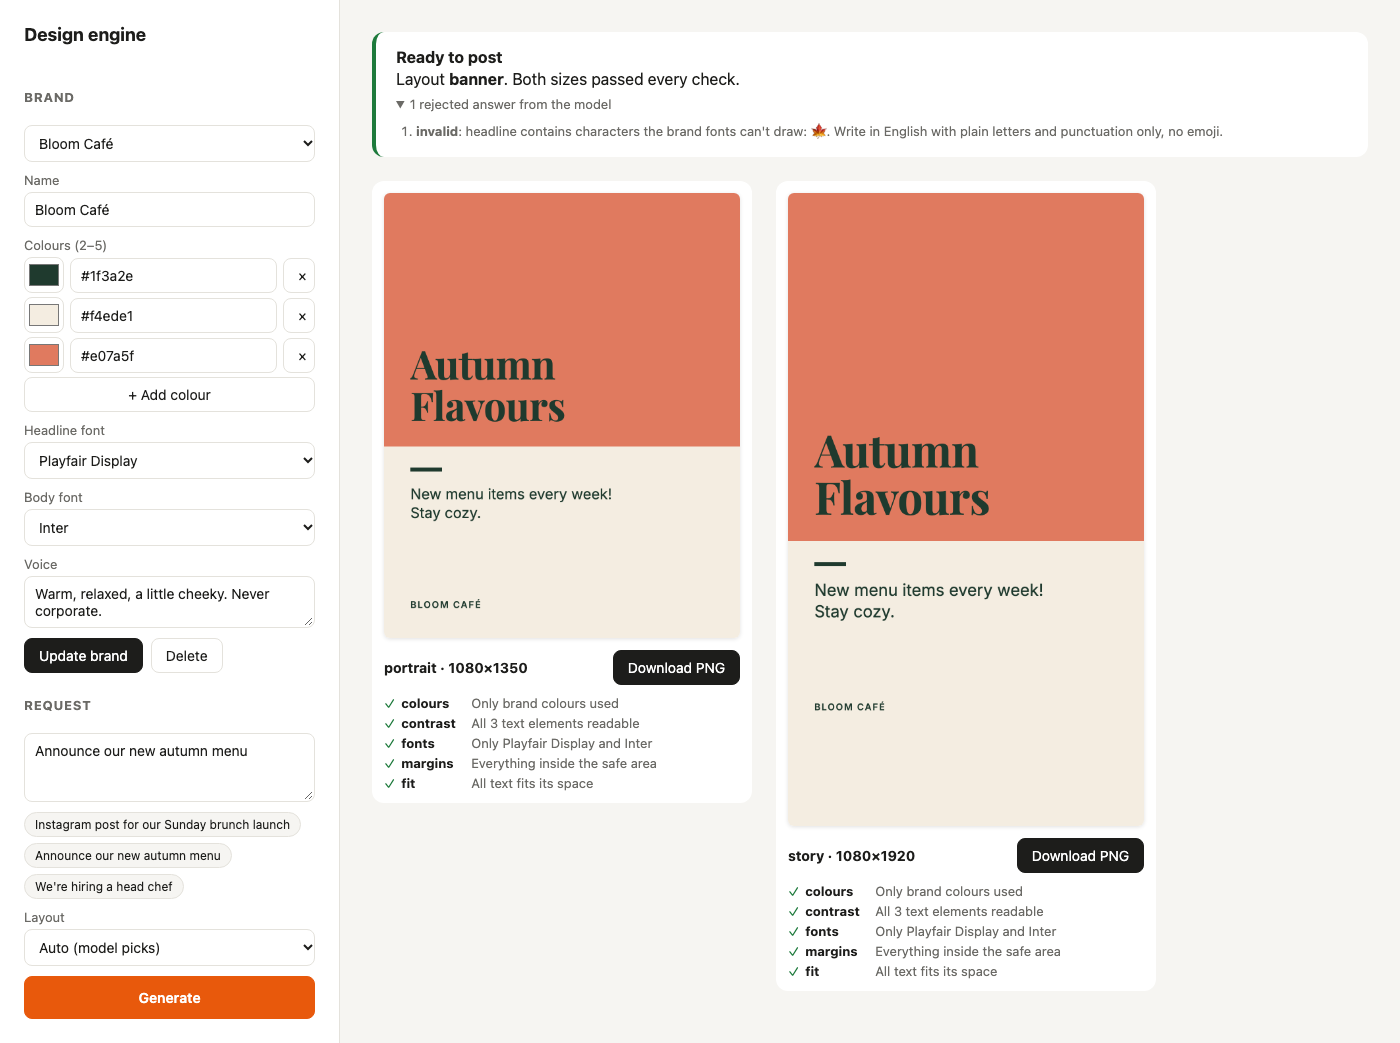 Design engine
BRAND
Bloom Café
Name
Bloom Café
Colours (2–5)
#1f3a2e
×
#f4ede1
×
#e07a5f
×
+ Add colour
Headline font
Playfair Display
Body font
Inter
Voice
Warm, relaxed, a little cheeky. Never
corporate.
Update brand
Delete
REQUEST
Announce our new autumn menu
Instagram post for our Sunday brunch launch
Announce our new autumn menu
We're hiring a head chef
Layout
Auto (model picks)
Generate
Ready to post
Layout banner. Both sizes passed every check.
▼ 1 rejected answer from the model
1. invalid: headline contains characters the brand fonts can't draw: 🍁. Write in English with plain letters and punctuation only, no emoji.
Autumn
Flavours
New menu items every week!
Stay cozy.
BLOOM CAFÉ
portrait · 1080×1350
Download PNG
✓ colours Only brand colours used
✓ contrast All 3 text elements readable
✓ fonts Only Playfair Display and Inter
✓ margins Everything inside the safe area
✓ fit All text fits its space
Autumn
Flavours
New menu items every week!
Stay cozy.
BLOOM CAFÉ
story · 1080×1920
Download PNG
✓ colours Only brand colours used
✓ contrast All 3 text elements readable
✓ fonts Only Playfair Display and Inter
✓ margins Everything inside the safe area
✓ fit All text fits its space